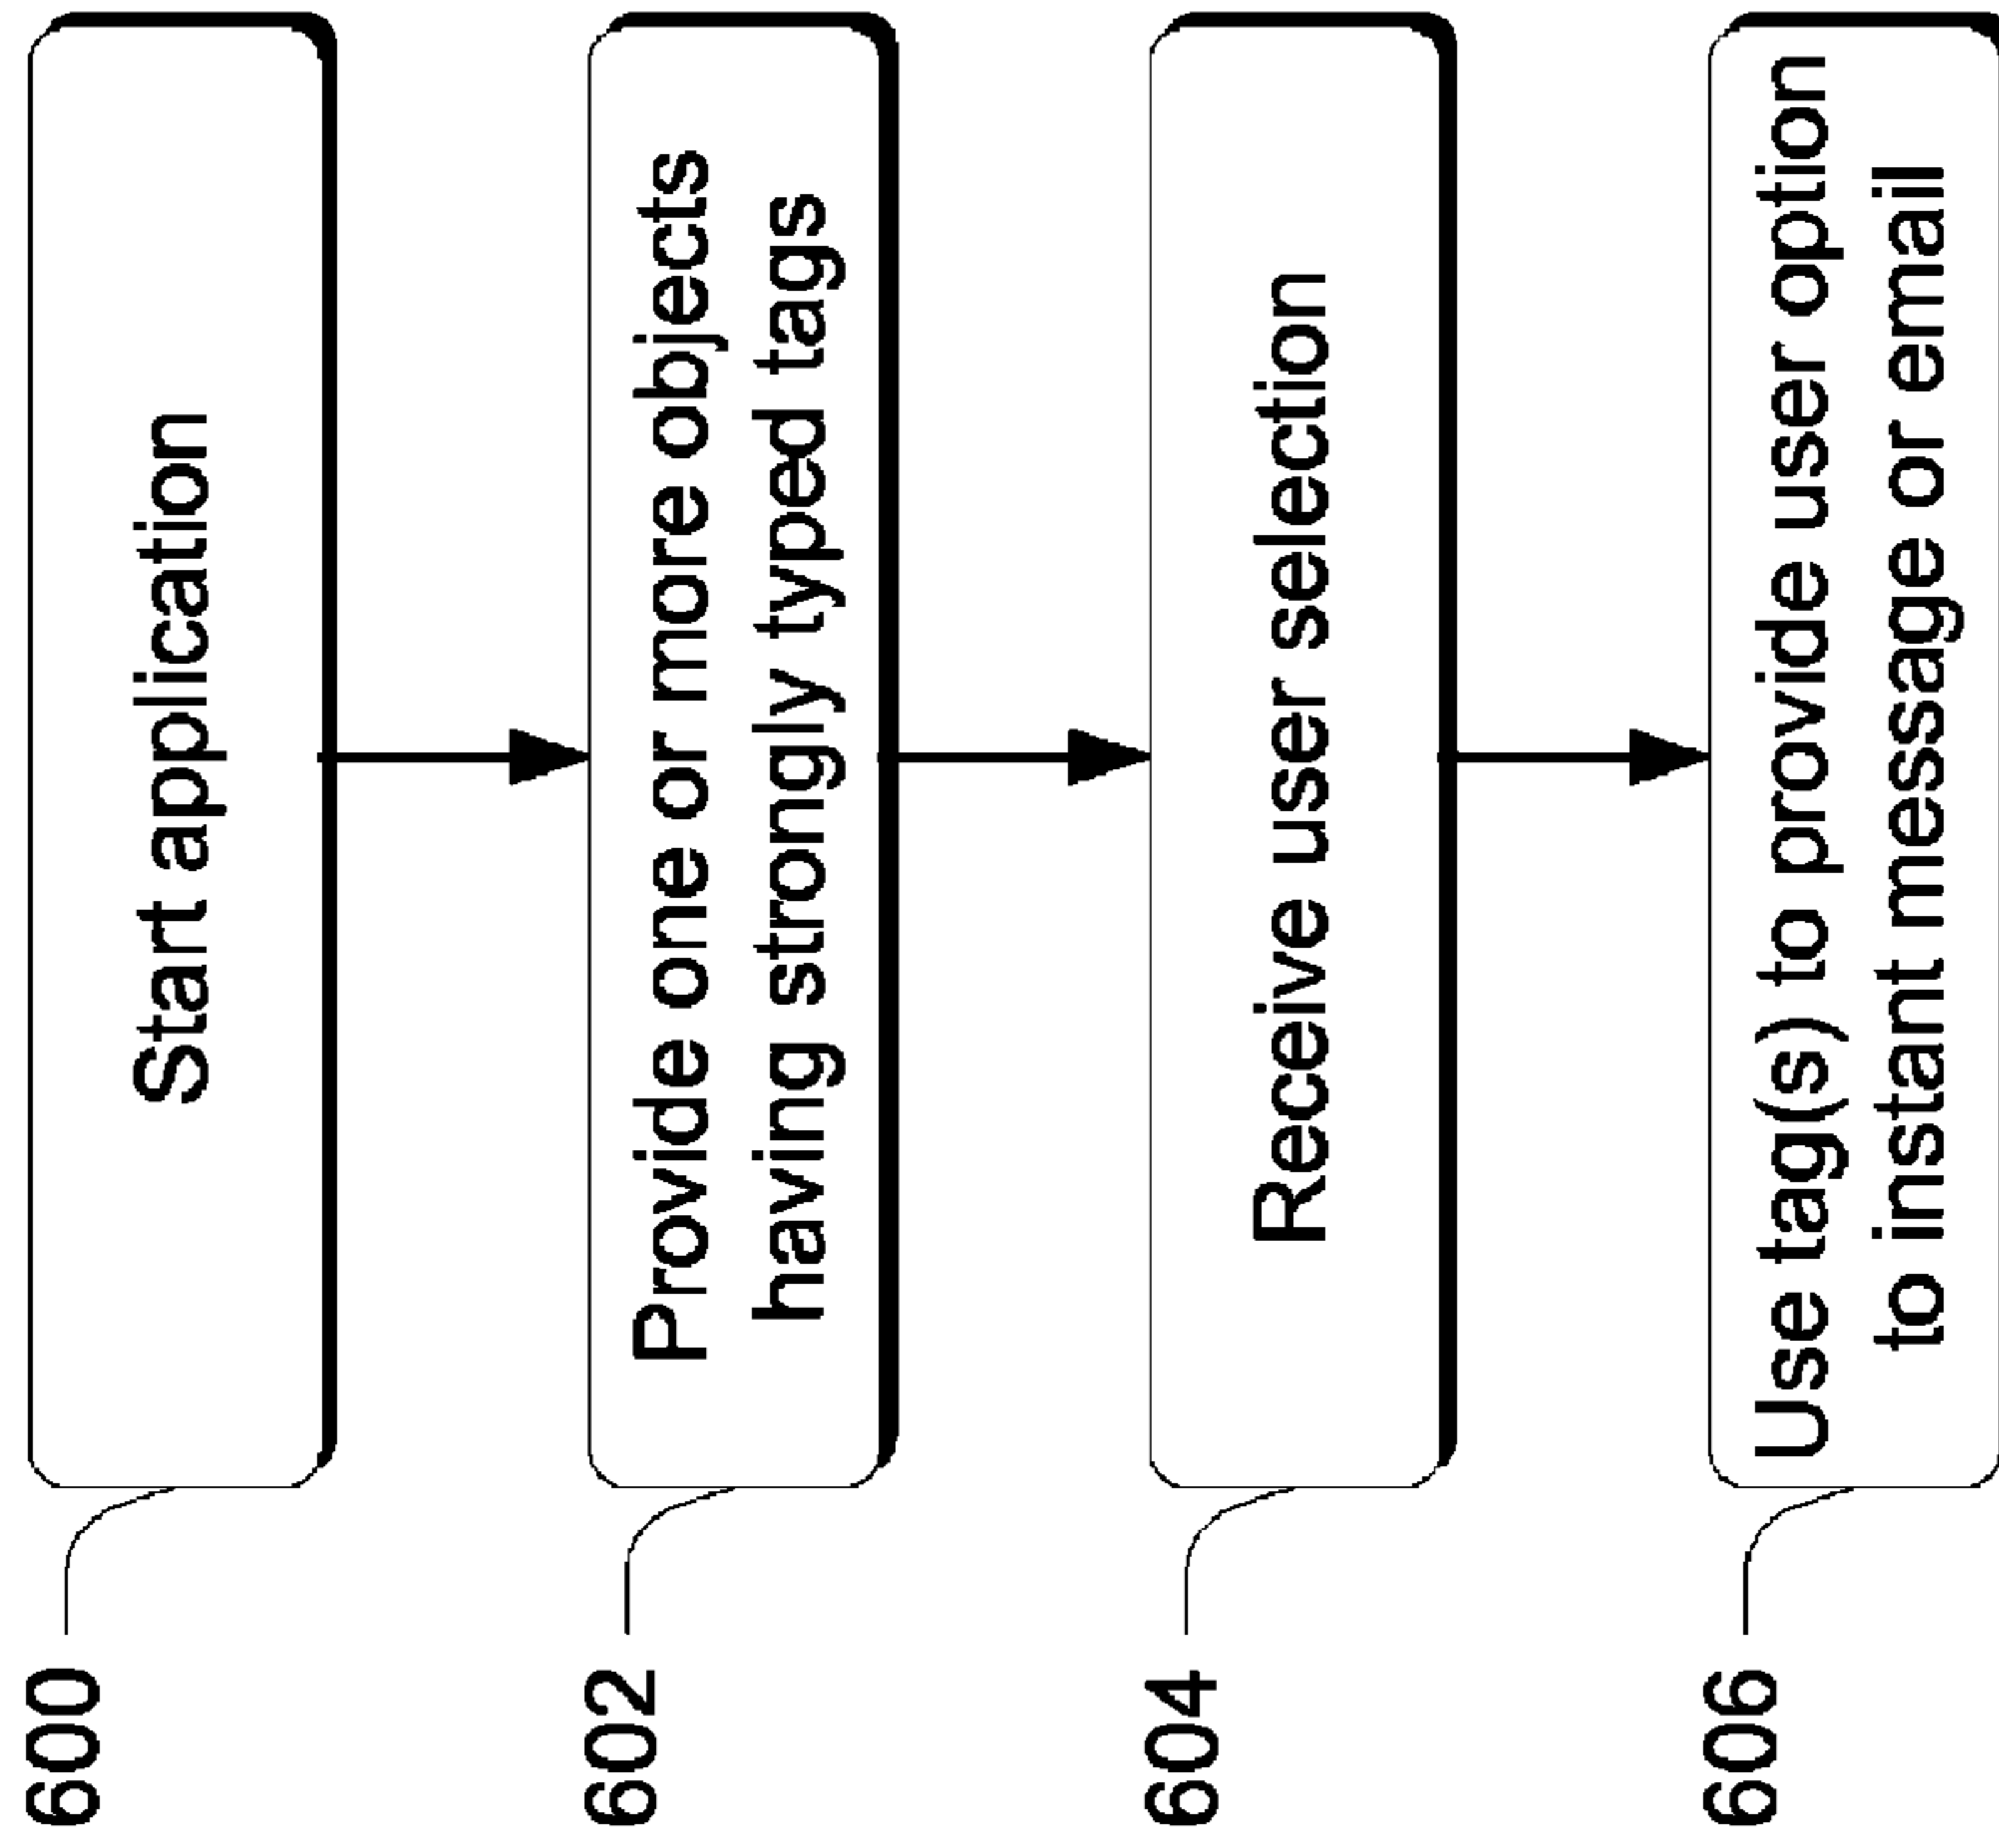 600
Start application
602
Provide one or more objects
having strongly typed tags
604
Receive user selection
606
Use tag(s) to provide user option
to instant message or email